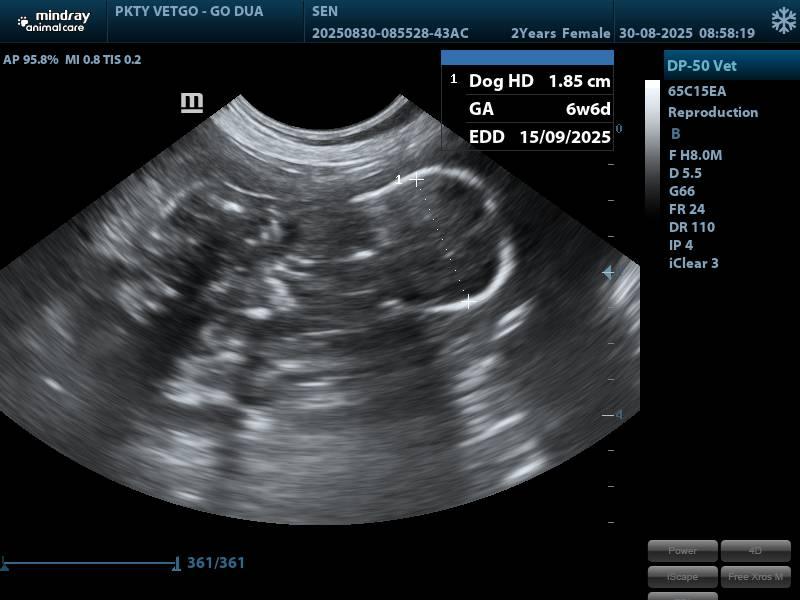 mindray
animal care
PKTY VETGO - GO DUA
SEN
20250830-085528-43AC 2Years Female
30-08-2025 08:58:19
AP 95.8% MI 0.8 TIS 0.2
m
1 Dog HD 1.85 cm
GA 6w6d
EDD 15/09/2025
DP-50 Vet
65C15EA
Reproduction
B
F H8.0M
D 5.5
G66
FR 24
DR 110
IP 4
iClear 3
0
1
4
361/361
Power
4D
iScape
Free Xros M